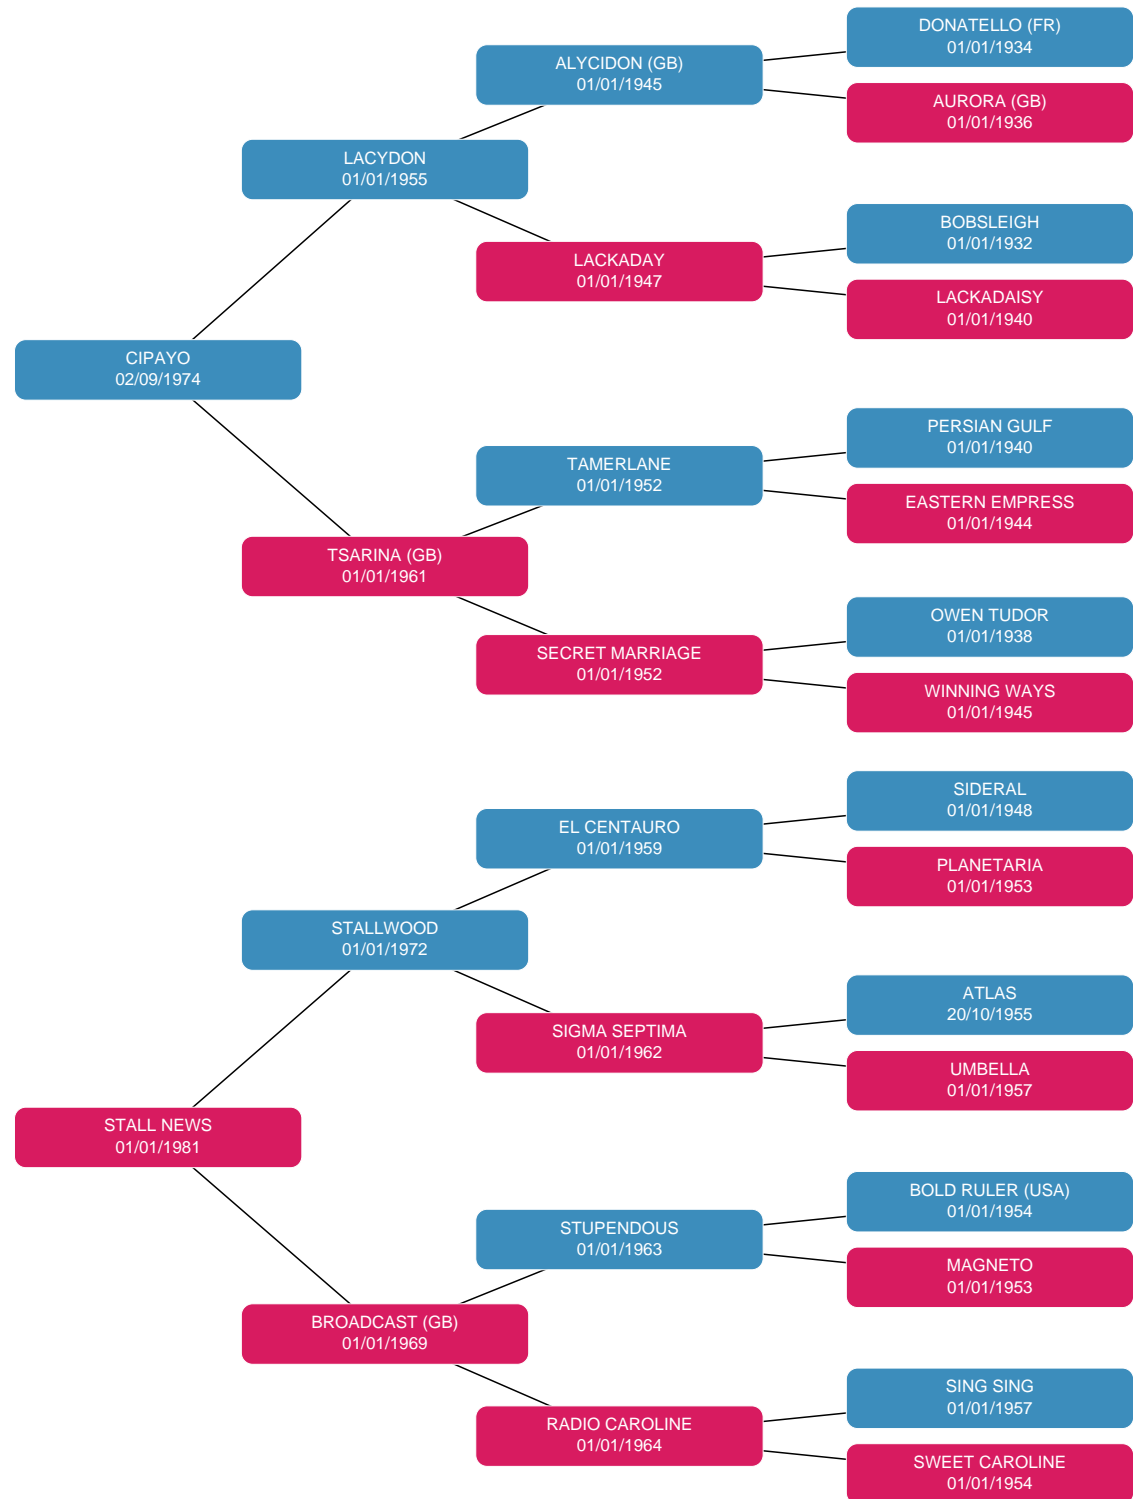 DONATELLO (FR)
01/01/1934
ALYCIDON (GB)
01/01/1945
AURORA (GB)
01/01/1936
LACYDON
01/01/1955
BOBSLEIGH
01/01/1932
LACKADAY
01/01/1947
LACKADAISY
01/01/1940
CIPAYO
02/09/1974
PERSIAN GULF
01/01/1940
TAMERLANE
01/01/1952
EASTERN EMPRESS
01/01/1944
TSARINA (GB)
01/01/1961
OWEN TUDOR
01/01/1938
SECRET MARRIAGE
01/01/1952
WINNING WAYS
01/01/1945
SIDERAL
01/01/1948
EL CENTAURO
01/01/1959
PLANETARIA
01/01/1953
STALLWOOD
01/01/1972
ATLAS
20/10/1955
SIGMA SEPTIMA
01/01/1962
UMBELLA
01/01/1957
STALL NEWS
01/01/1981
BOLD RULER (USA)
01/01/1954
STUPENDOUS
01/01/1963
MAGNETO
01/01/1953
BROADCAST (GB)
01/01/1969
SING SING
01/01/1957
RADIO CAROLINE
01/01/1964
SWEET CAROLINE
01/01/1954